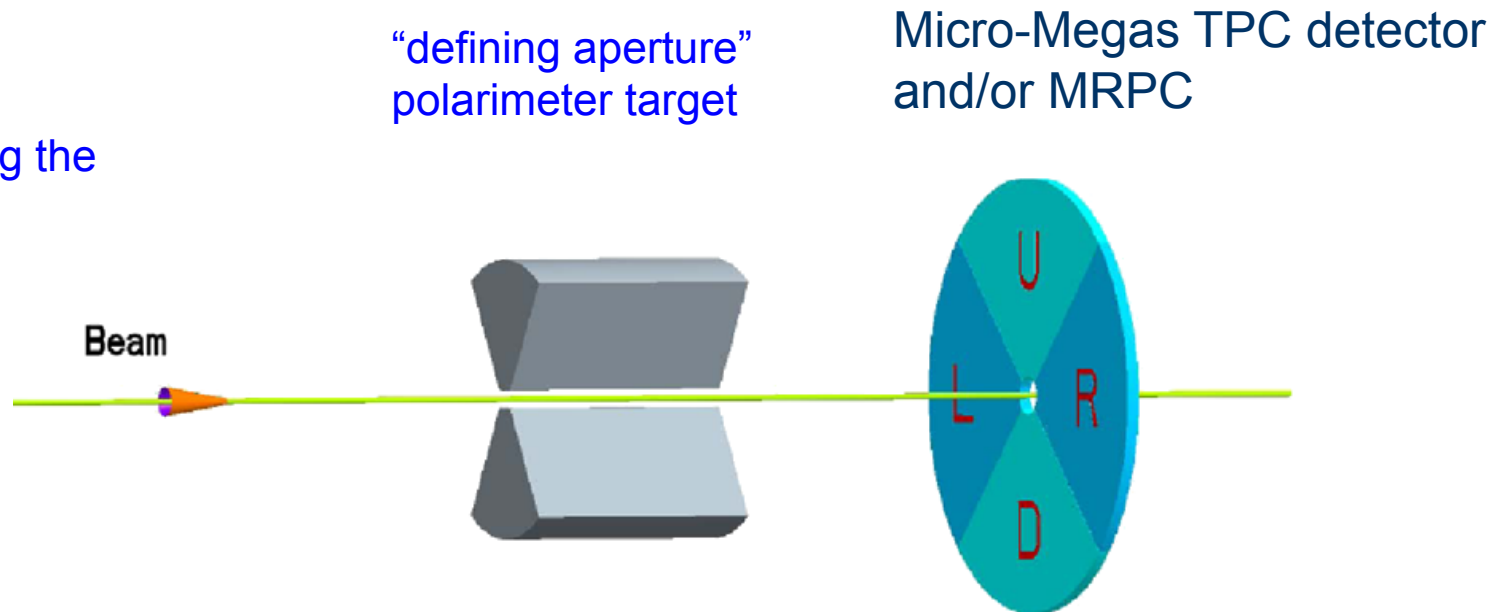 “defining aperture”
polarimeter target
Micro-Megas TPC detector
and/or MRPC
g the
Beam
U
L
R
D